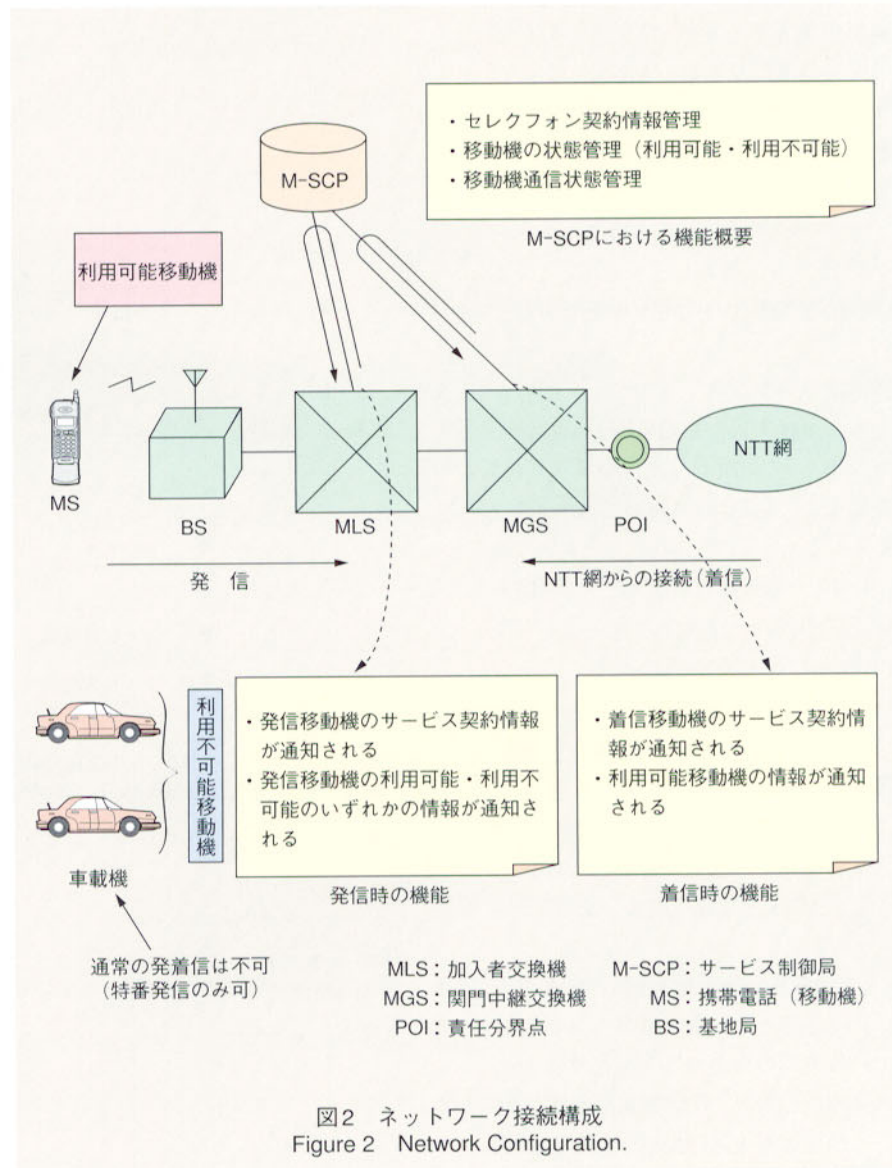 ・セレクフォン契約情報管理
・移動機の状態管理（利用可能・利用不可能）
・移動機通信状態管理
M-SCPにおける機能概要
M-SCP
利用可能移動機
MS
BS
MLS
MGS
POI
NTT網
発　信
NTT網からの接続（着信）
利用不可能移動機
・発信移動機のサービス契約情報
が通知される
・発信移動機の利用可能・利用不
可能のいずれかの情報が通知さ
れる
発信時の機能
・着信移動機のサービス契約情
報が通知される
・利用可能移動機の情報が通知
される
着信時の機能
車載機
通常の発着信は不可
（特番発信のみ可）
MLS：加入者交換機
MGS：関門中継交換機
POI：責任分界点
M-SCP：サービス制御局
MS：携帯電話（移動機）
BS：基地局
図2　ネットワーク接続構成
Figure 2　Network Configuration.